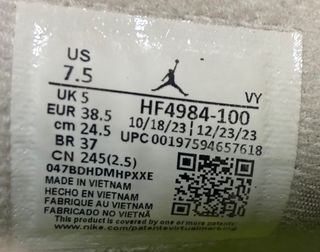 US
7.5
VY
UK 5
HF4984-100
EUR 38.5
10/18/23 | 12/23/23
cm 24.5
UPC 00197594657618
BR 37
CN 245(2.5)
047BDHDMHPXXE
MADE IN VIETNAM
HECHO EN VIETNAM
FABRIQUE AU VIETNAM
FABRICADO NO VIETNAM
This product is covered by one or more patents